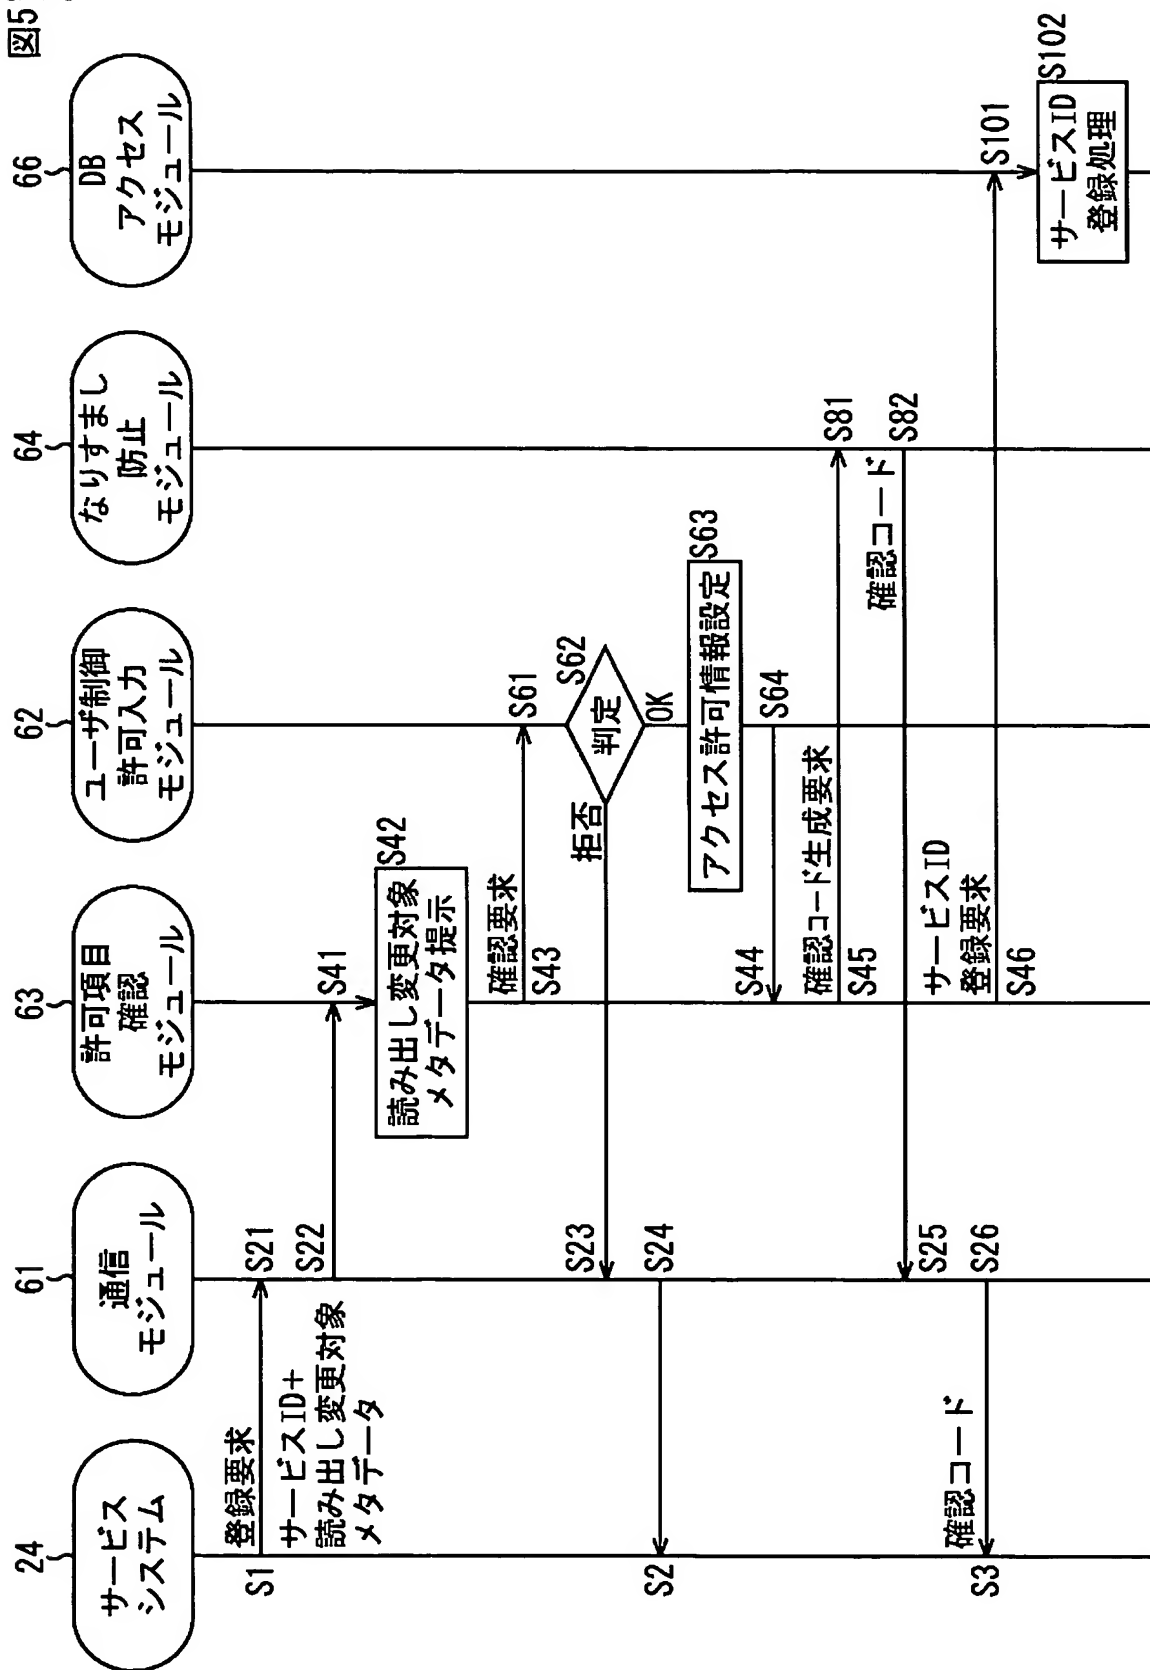 図5
24
サービス
システム
61
通信
モジュール
63
許可項目
確認
モジュール
62
ユーザ制御
許可入力
モジュール
64
なりすまし
防止
モジュール
66
DB
アクセス
モジュール
S1
登録要求
サービスID+
読み出し変更対象
メタデータ
S21
S22
S41
読み出し変更対象
メタデータ提示
S42
確認要求
S43
S61
判定
S62
拒否
OK
S23
S24
S2
アクセス許可情報設定
S63
S64
S44
確認コード生成要求
S45
S81
確認コード
S82
S25
サービスID
登録要求
S46
S101
確認コード
S26
S3
サービスID
登録処理
S102